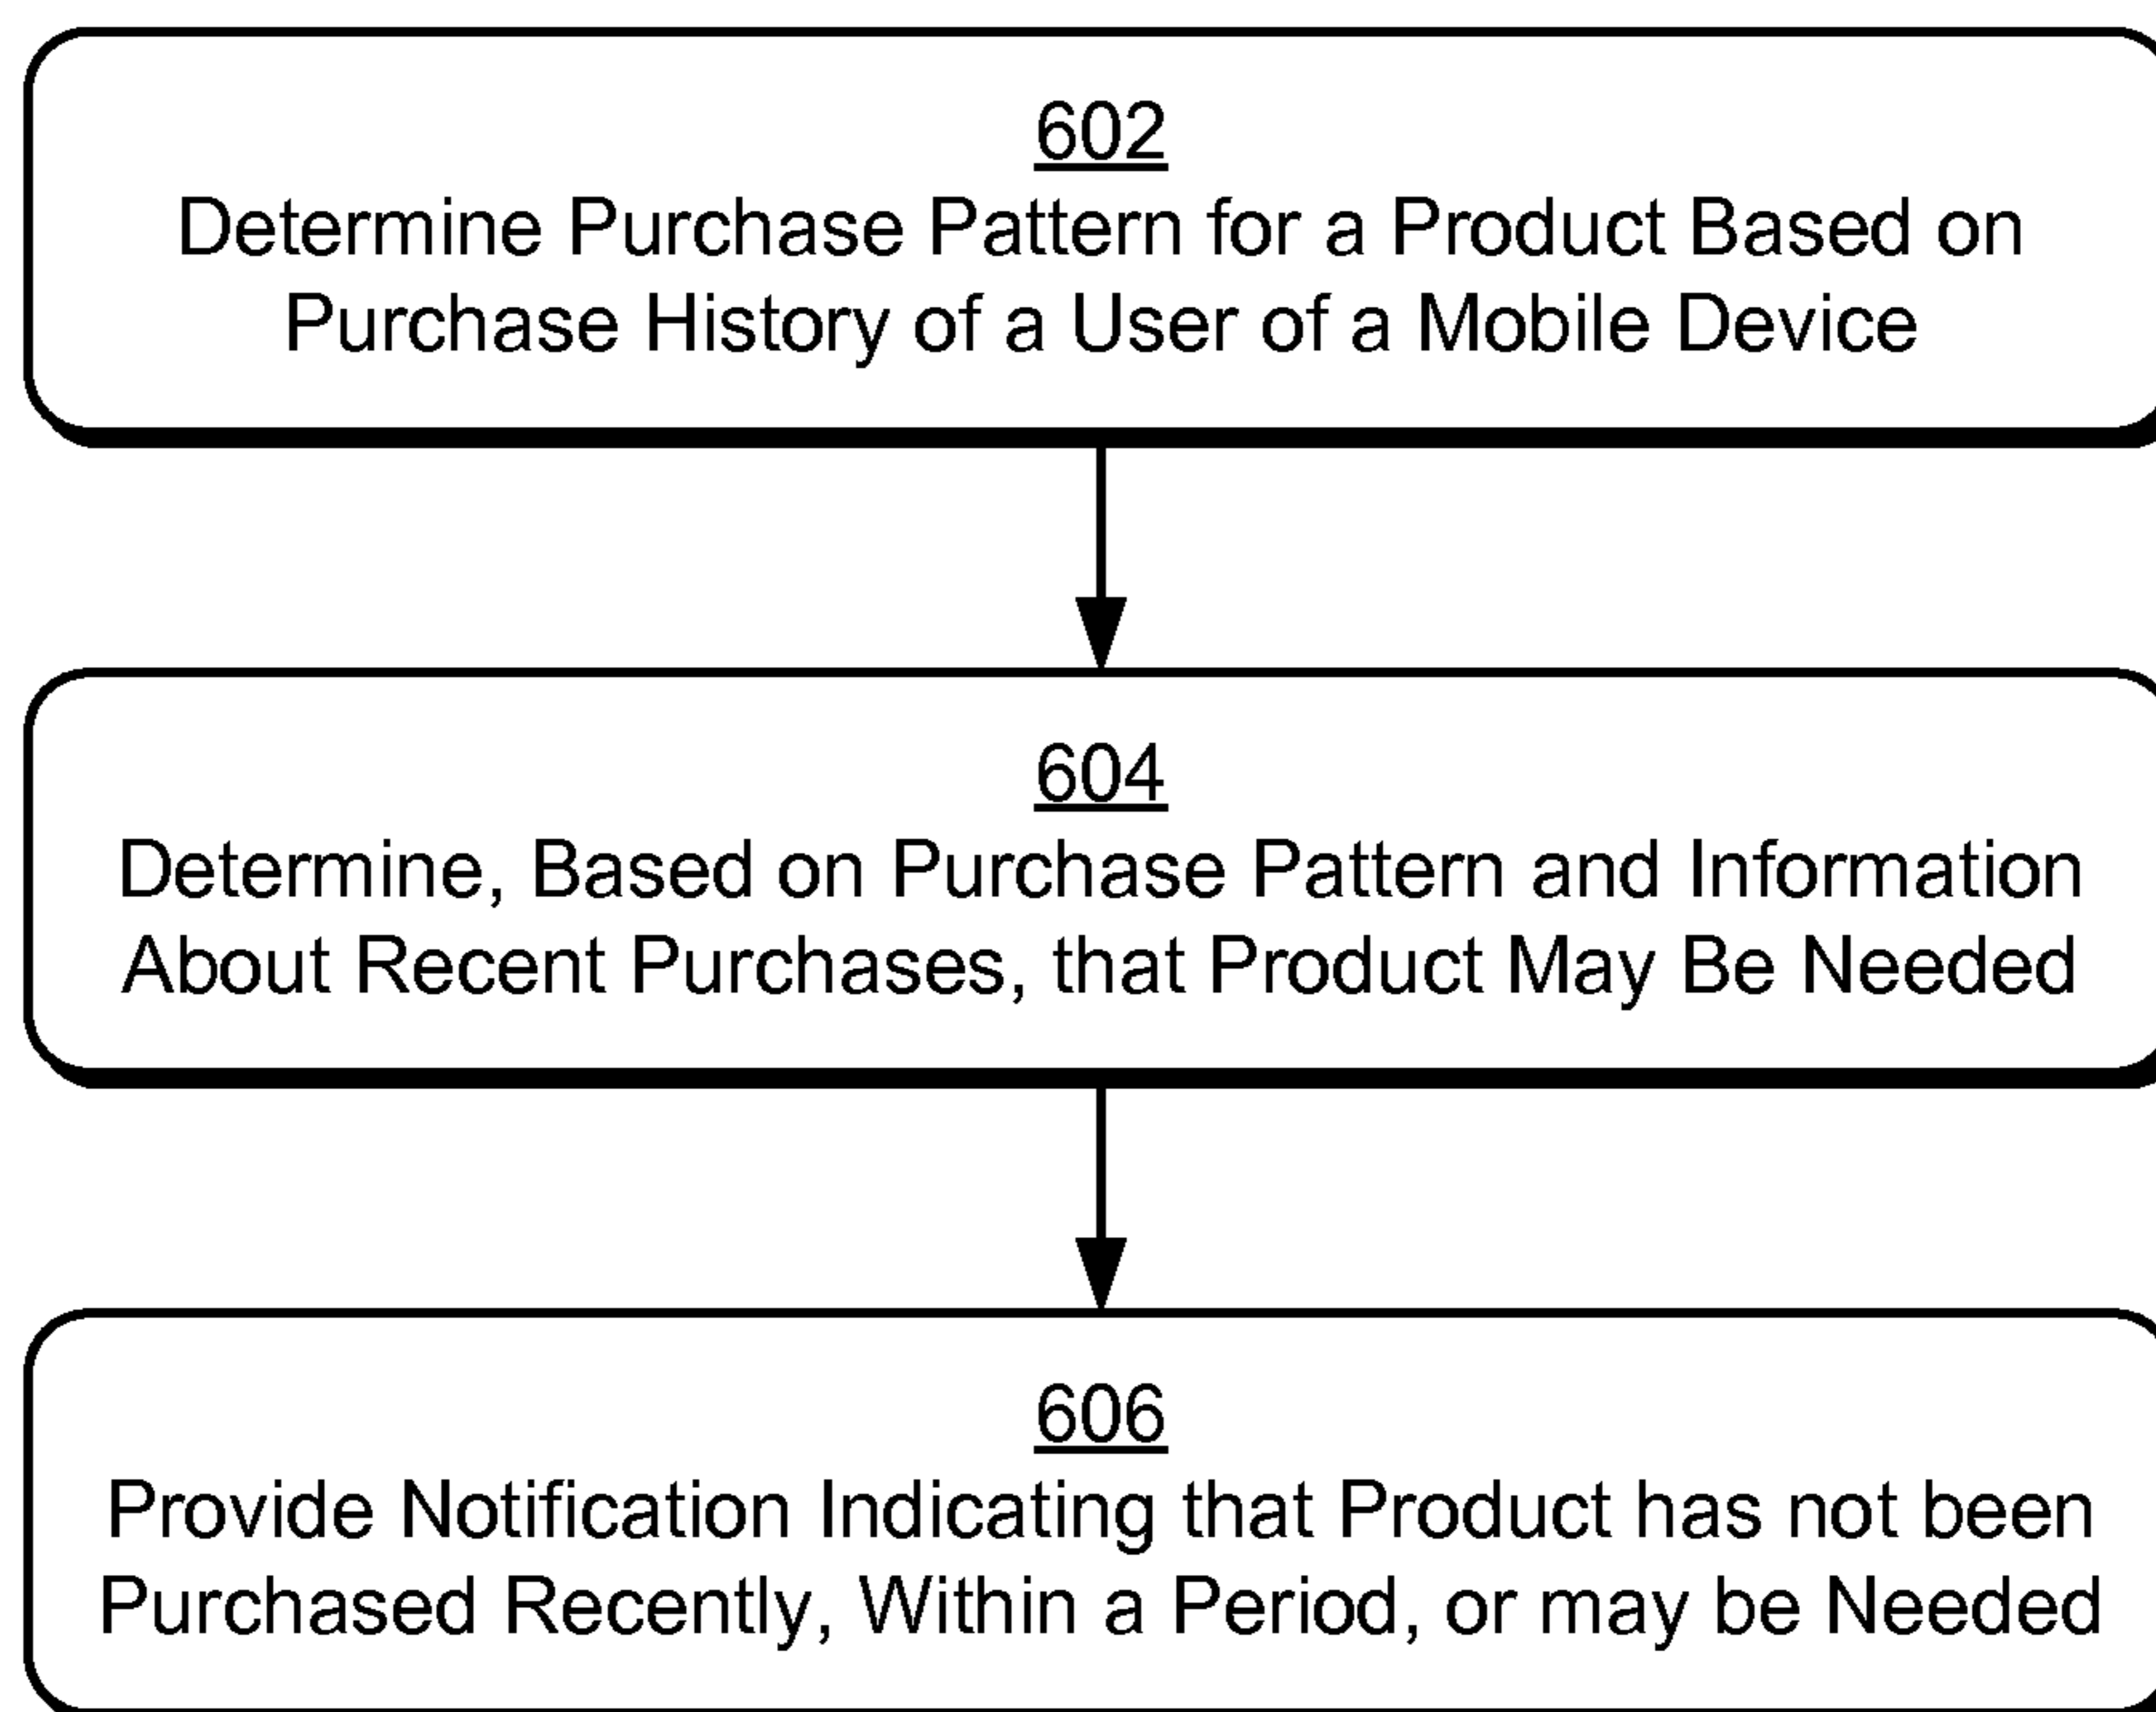 602
Determine Purchase Pattern for a Product Based on
Purchase History of a User of a Mobile Device
604
Determine, Based on Purchase Pattern and Information
About Recent Purchases, that Product May Be Needed
606
Provide Notification Indicating that Product has not been
Purchased Recently, Within a Period, or may be Needed